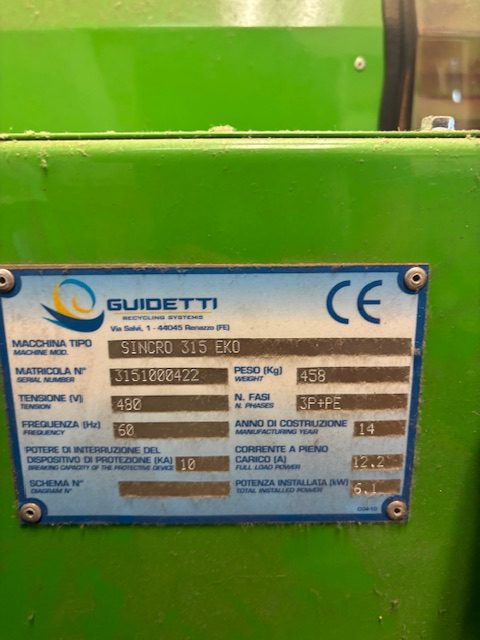 GUIDETTI
RECYCLING SYSTEMS
Via Salvi, 1 - 44045 Renazzo (FE)
CE
MACCHINA TIPO
MACHINE MOD.
SINCRO 315 EKO
MATRICOLA N°
SERIAL NUMBER
3151000422
PESO (Kg)
WEIGHT
458
TENSIONE (V)
TENSION
480
N. FASI
N. PHASES
3P+PE
FREQUENZA (Hz)
FREQUENCY
60
ANNO DI COSTRUZIONE
MANUFACTURING YEAR
14
POTERE DI INTERRUZIONE DEL
DISPOSITIVO DI PROTEZIONE (KA)
BREAKING CAPACITY OF THE PROTECTIVE DEVICE (KA)
10
CORRENTE A PIENO
CARICO (A)
FULL LOAD POWER
12.2
SCHEMA N°
DIAGRAM N°
POTENZA INSTALLATA (kW)
TOTAL INSTALLED POWER
6.1